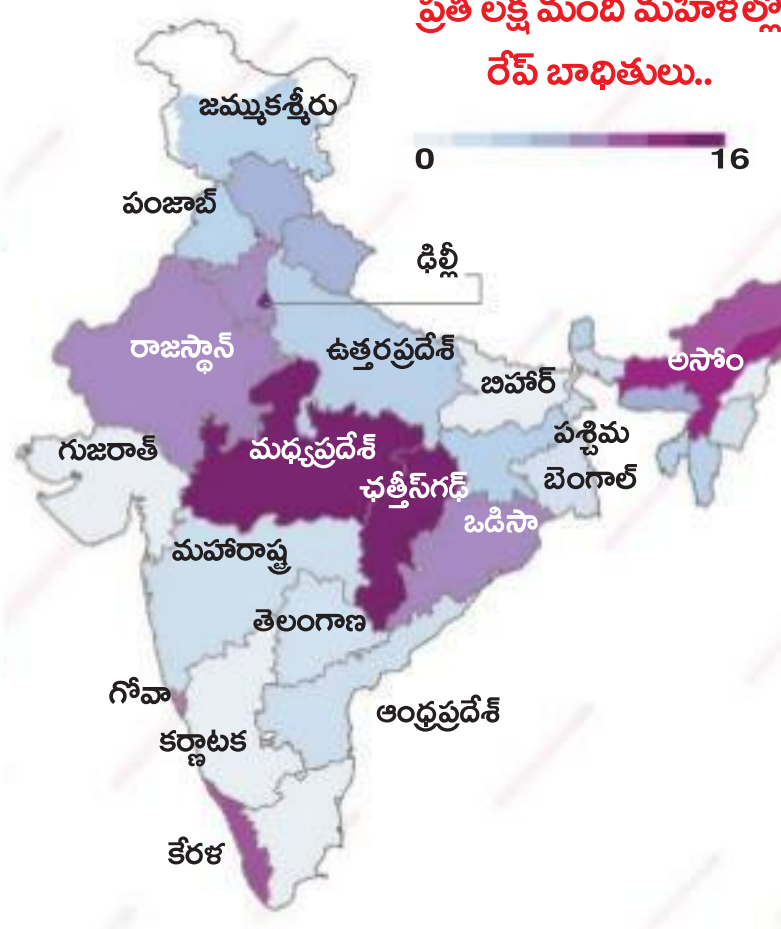 ప్రతి లక్ష మంది మహిళల్లో
రేప్ బాధితులు..
0 16
జమ్ముకశ్మీరు
పంజాబ్
ఢిల్లీ
రాజస్థాన్
ఉత్తరప్రదేశ్
బిహార్
అసోం
గుజరాత్
మధ్యప్రదేశ్
పశ్చిమ
బెంగాల్
ఛత్తీస్‌గఢ్
ఒడిసా
మహారాష్ట్ర
తెలంగాణ
గోవా
ఆంధ్రప్రదేశ్
కర్ణాటక
కేరళ